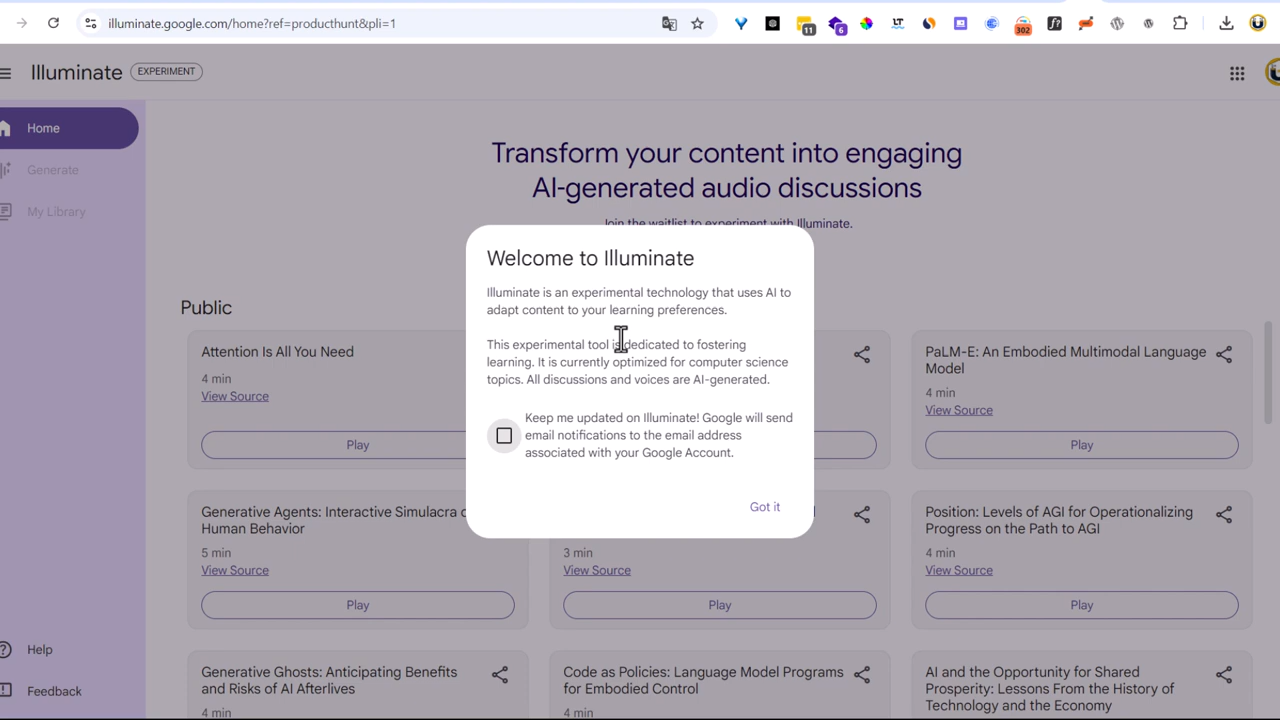 illuminate.google.com/home?ref=producthunt&pli=1
11
6
LT
302
f?
Illuminate
EXPERIMENT
Home
Generate
My Library
Transform your content into engaging
AI-generated audio discussions
Join the waitlist to experiment with Illuminate.
Welcome to Illuminate
Illuminate is an experimental technology that uses AI to
adapt content to your learning preferences.
This experimental tool is dedicated to fostering
learning. It is currently optimized for computer science
topics. All discussions and voices are AI-generated.
Keep me updated on Illuminate! Google will send
email notifications to the email address
associated with your Google Account.
Got it
Public
Attention Is All You Need
4 min
View Source
Play
PaLM-E: An Embodied Multimodal Language
Model
4 min
View Source
Play
Generative Agents: Interactive Simulacra
Human Behavior
5 min
View Source
Play
3 min
View Source
Play
Position: Levels of AGI for Operationalizing
Progress on the Path to AGI
4 min
View Source
Play
Generative Ghosts: Anticipating Benefits
and Risks of AI Afterlives
4 min
Code as Policies: Language Model Programs
for Embodied Control
4 min
AI and the Opportunity for Shared
Prosperity: Lessons From the History of
Technology and the Economy
Help
Feedback